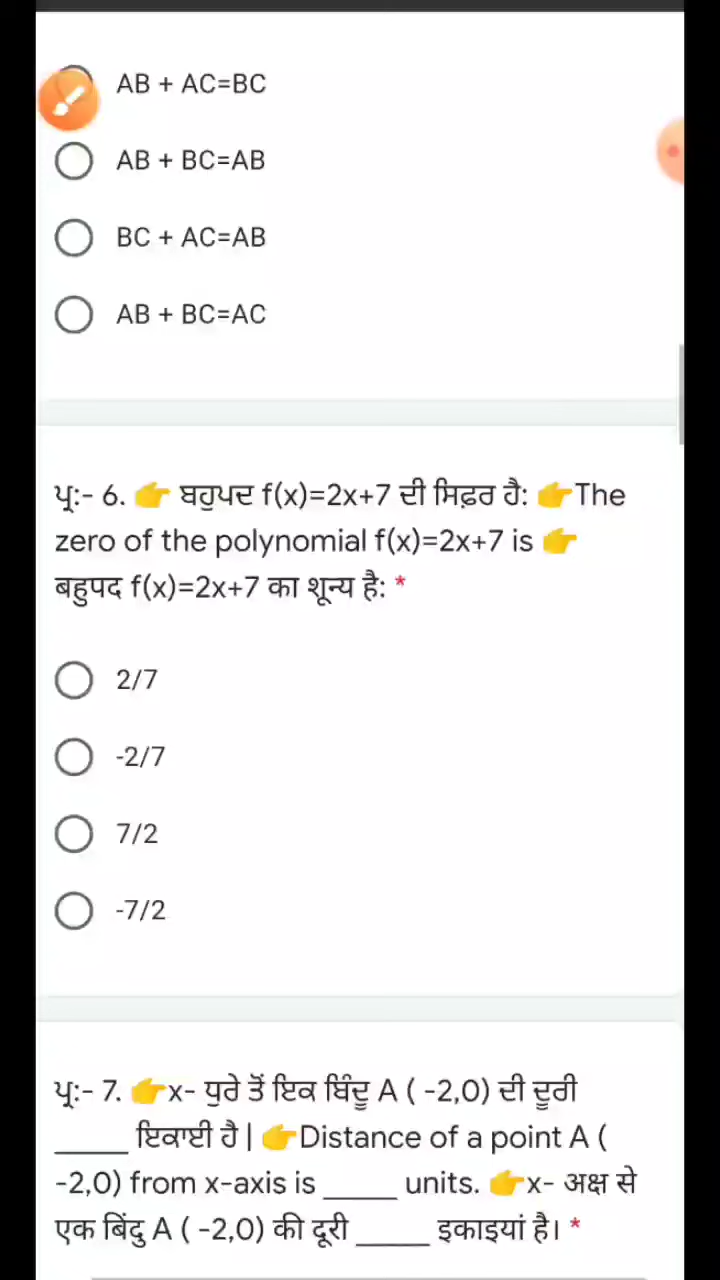 AB + AC=BC
AB + BC=AB
BC + AC=AB
AB + BC=AC
ਪ੍ਰ:- 6. 👉 ਬਹੁਪਦ f(x)=2x+7 ਦੀ ਸਿਫ਼ਰ ਹੈ: 👉The
zero of the polynomial f(x)=2x+7 is 👉
बहुपद f(x)=2x+7 का शून्य है: *
2/7
-2/7
7/2
-7/2
ਪ੍ਰ:- 7. 👉x- ਧੁਰੇ ਤੋਂ ਇਕ ਬਿੰਦੂ A ( -2,0) ਦੀ ਦੂਰੀ
_____ ਇਕਾਈ ਹੈ | 👉Distance of a point A (
-2,0) from x-axis is _____ units. 👉x- अक्ष से
एक बिंदु A ( -2,0) की दूरी _____ इकाइयां है। *